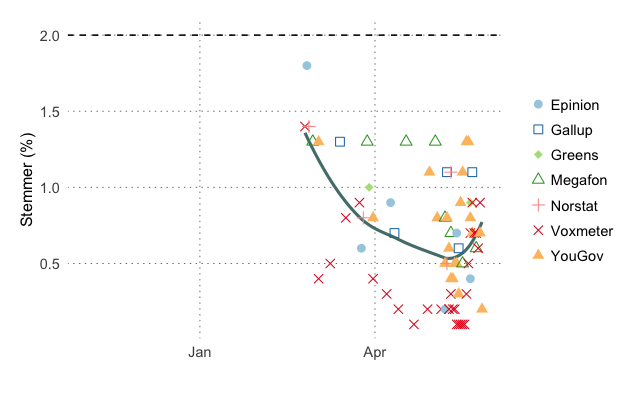 2.0
1.5
1.0
0.5
Stemmer (%)
Jan
Apr
Epinion
Gallup
Greens
Megafon
Norstat
Voxmeter
YouGov